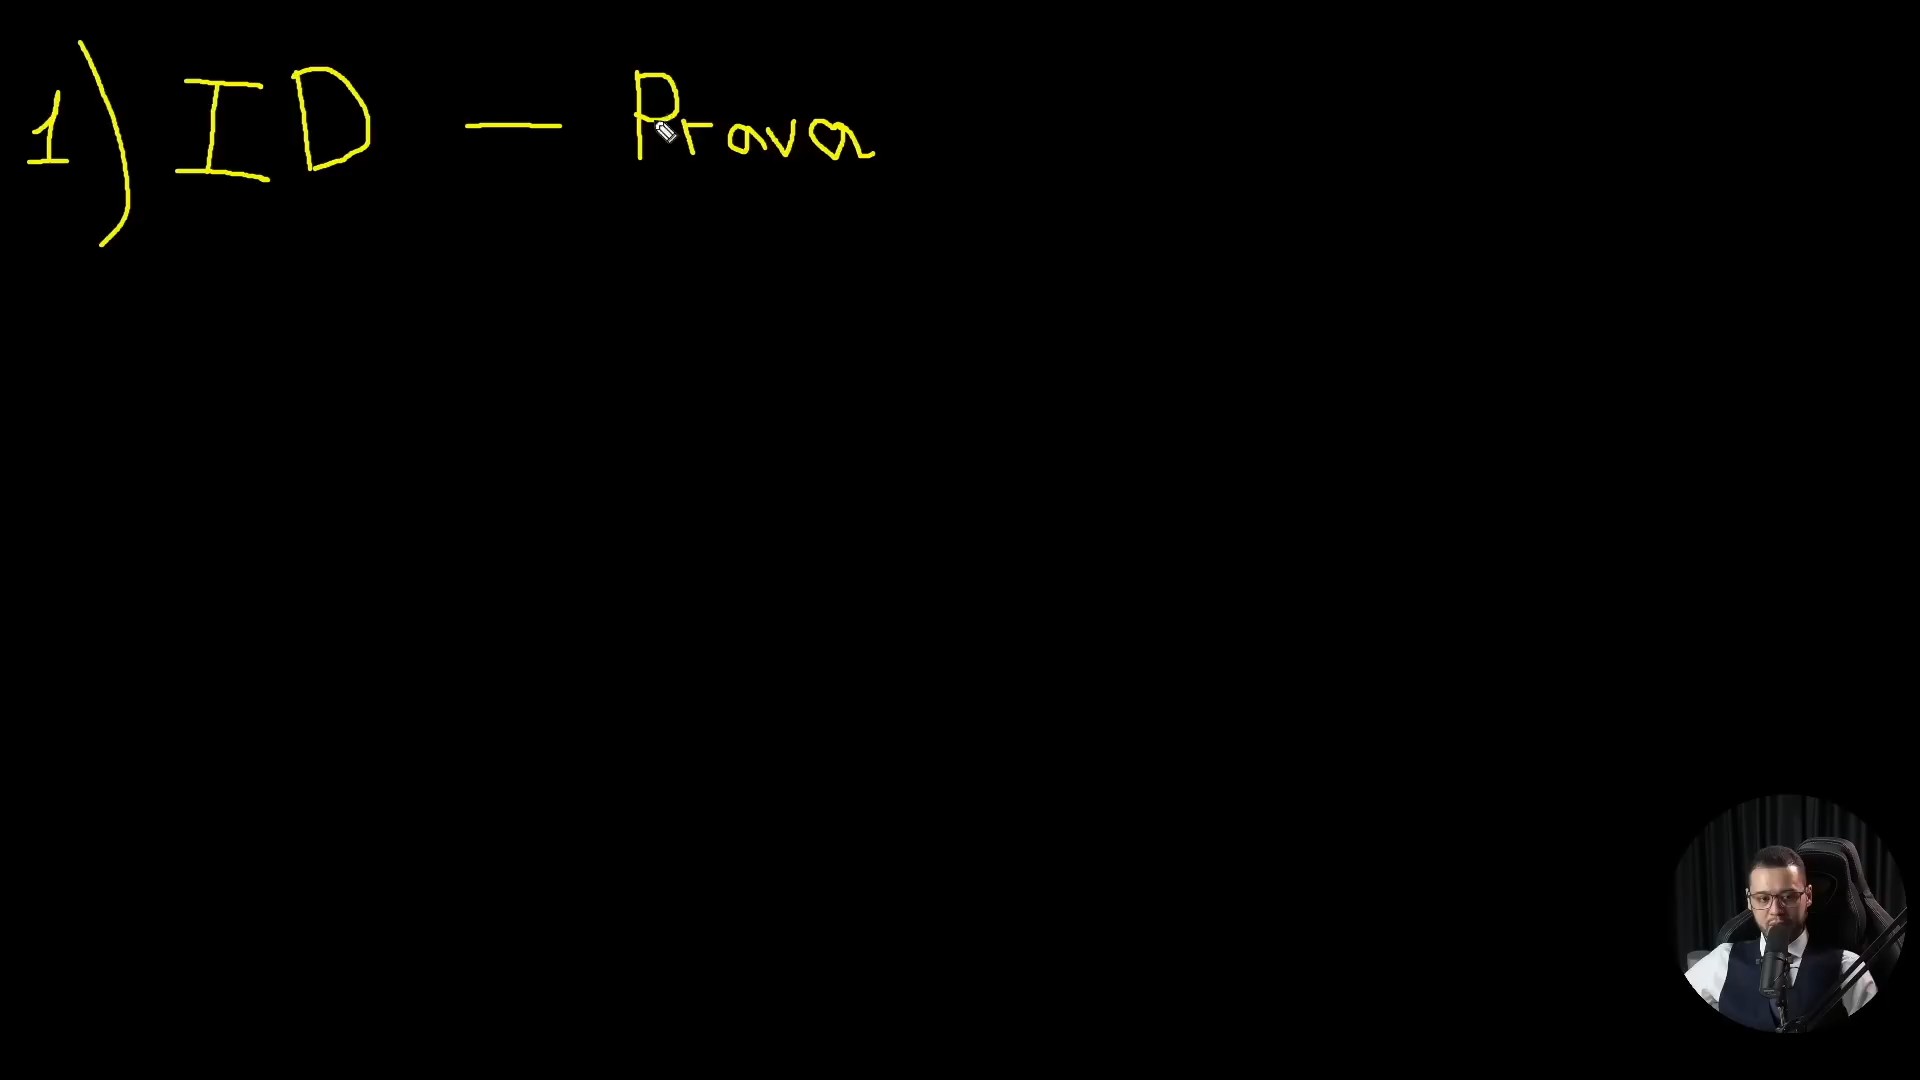 1) ID — Prava